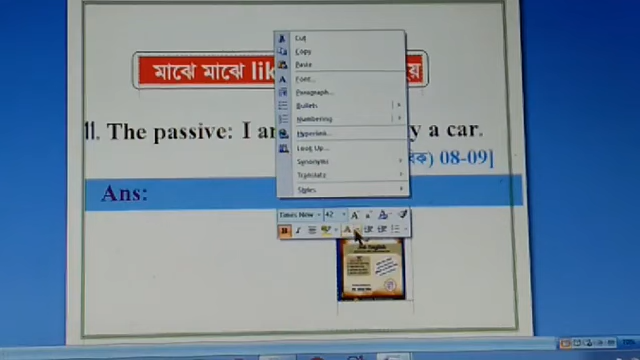 মাঝে মাঝে lik
11. The passive: I a
y a car.
08-09]
Ans:
Cut
Copy
Paste
Font...
Paragraph...
Bullets
Numbering
Hyperlink...
Look Up...
Synonyms
Translate
Styles
Times New
42